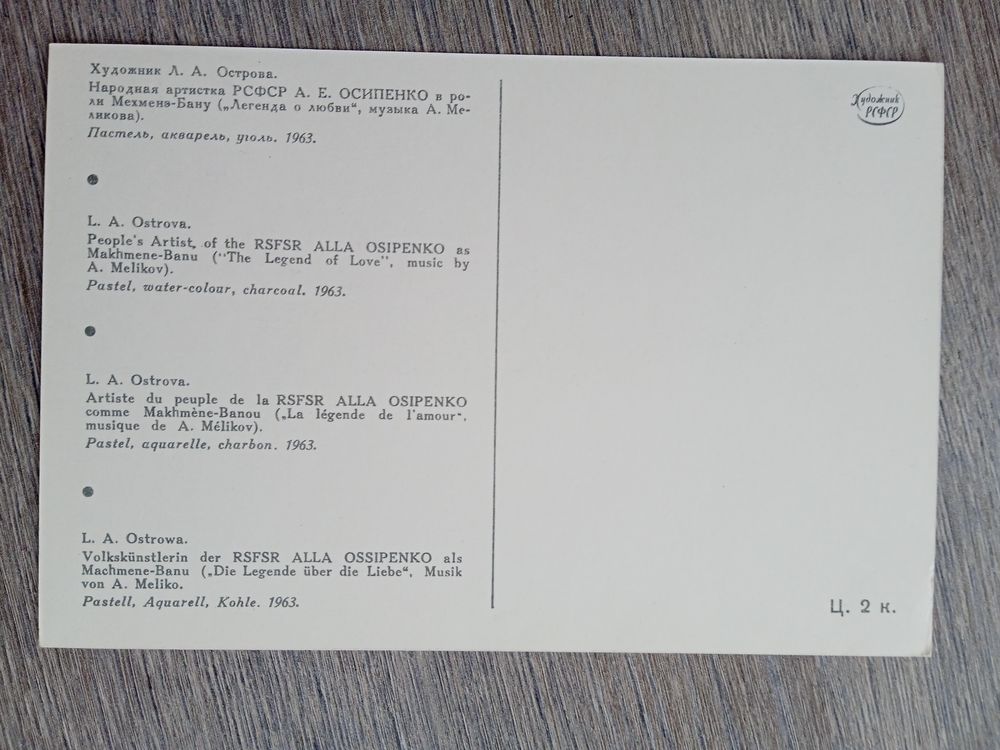 Художник Л. А. Острова.
Народная артистка РСФСР А. Е. ОСИПЕНКО в ро-
ли Мехменэ-Бану („Легенда о любви“, музыка А. Ме-
ликова).
Пастель, акварель, уголь. 1963.
L. A. Ostrova.
People's Artist, of the RSFSR ALLA OSIPENKO as
Makhmene-Banu (“The Legend of Love”, music by
A. Melikov).
Pastel, water-colour, charcoal. 1963.
L. A. Ostrova.
Artiste du peuple de la RSFSR ALLA OSIPENKO
comme Makhmène-Banou („La légende de l'amour“,
musique de A. Mélikov).
Pastel, aquarelle, charbon. 1963.
L. A. Ostrowa.
Volkskünstlerin der RSFSR ALLA OSSIPENKO als
Machmene-Banu („Die Legende über die Liebe“, Musik
von A. Meliko.
Pastell, Aquarell, Kohle. 1963.
Художник
РСФСР
Ц. 2 к.